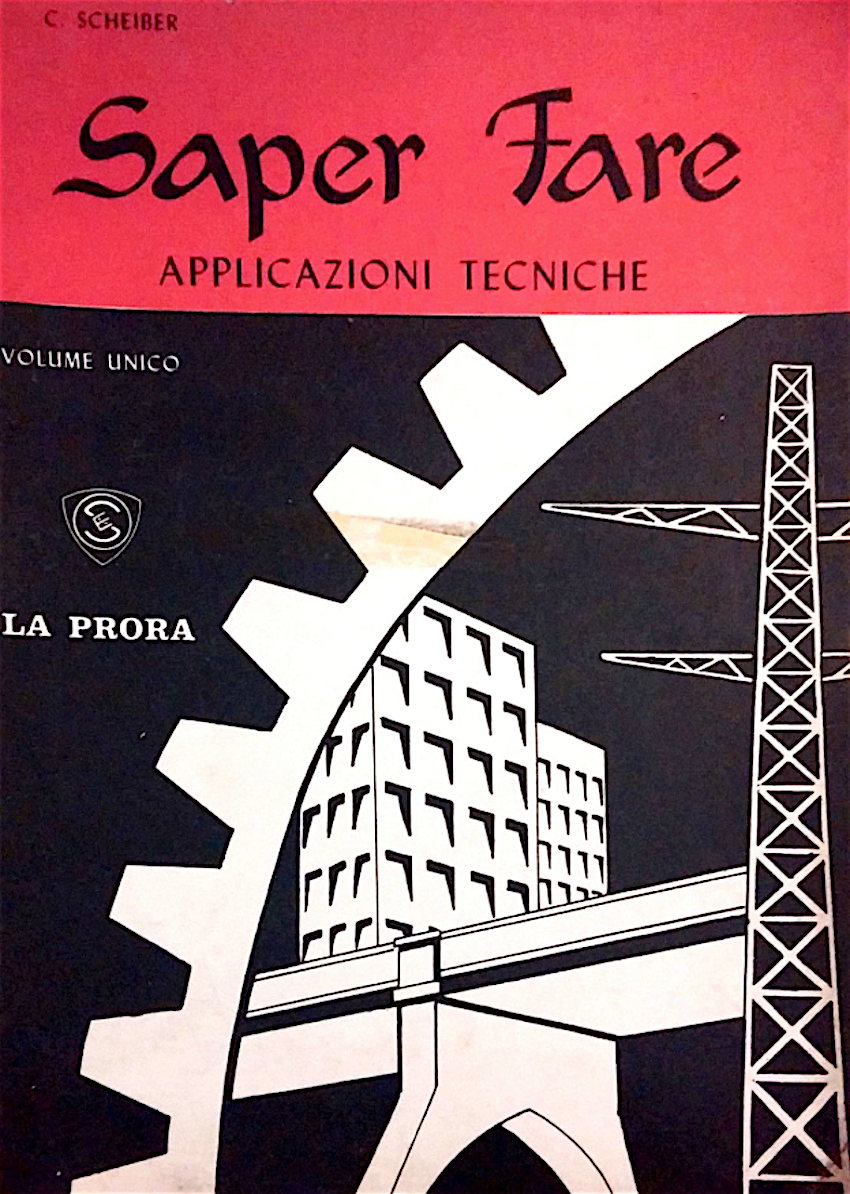 C. SCHEIBER
Saper Fare
APPLICAZIONI TECNICHE
VOLUME UNICO
LA PRORA